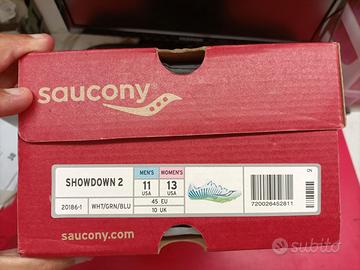 saucony
SHOWDOWN 2
MEN'S
WOMEN'S
11
13
USA
USA
45 EU
10 UK
20186-1
WHT/GRN/BLU
720026452811
saucony.com
subito